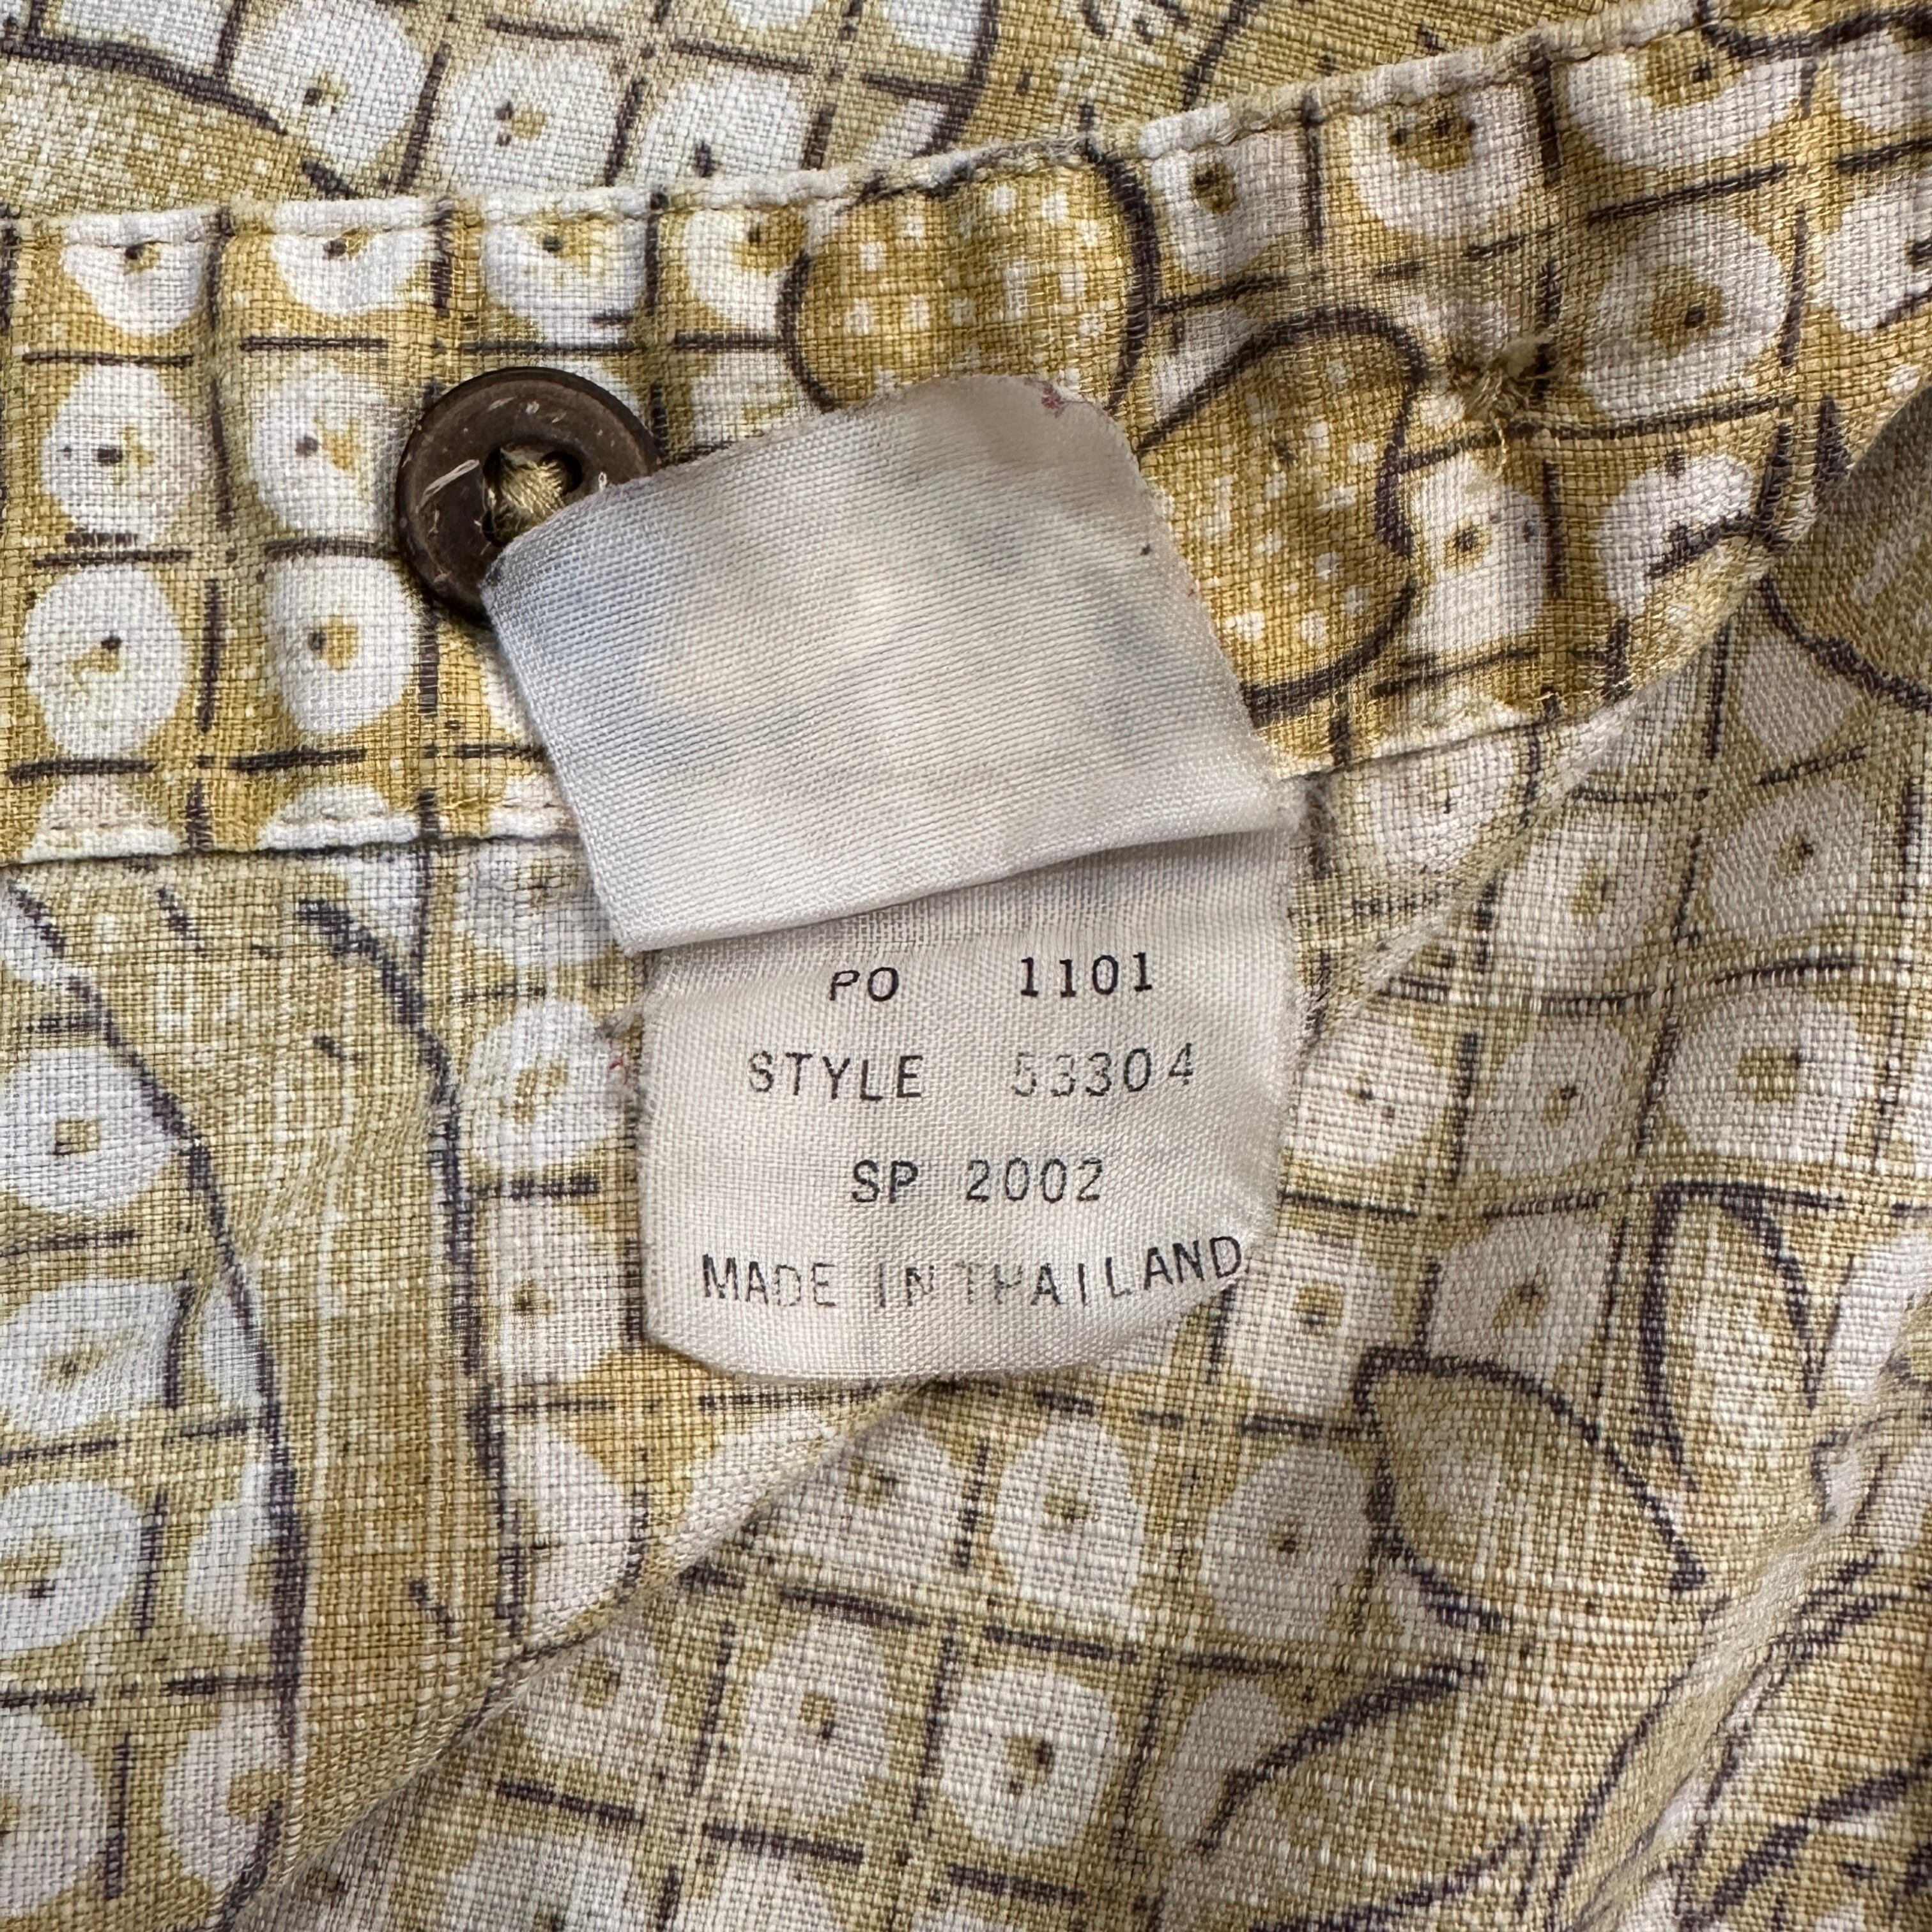 PO 1101
STYLE 53304
SP 2002
MADE IN THAILAND